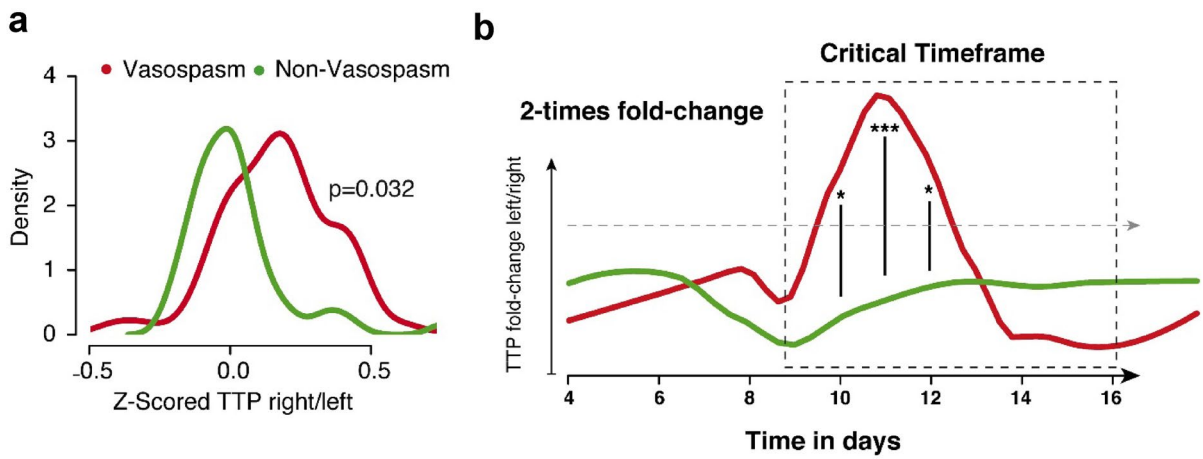 a
Vasospasm Non-Vasospasm
4
3
2
1
0
Density
p=0.032
-0.5 0.0 0.5
Z-Scored TTP right/left
b
Critical Timeframe
2-times fold-change
***
* *
TTP fold-change left/right
4 6 8 10 12 14 16
Time in days